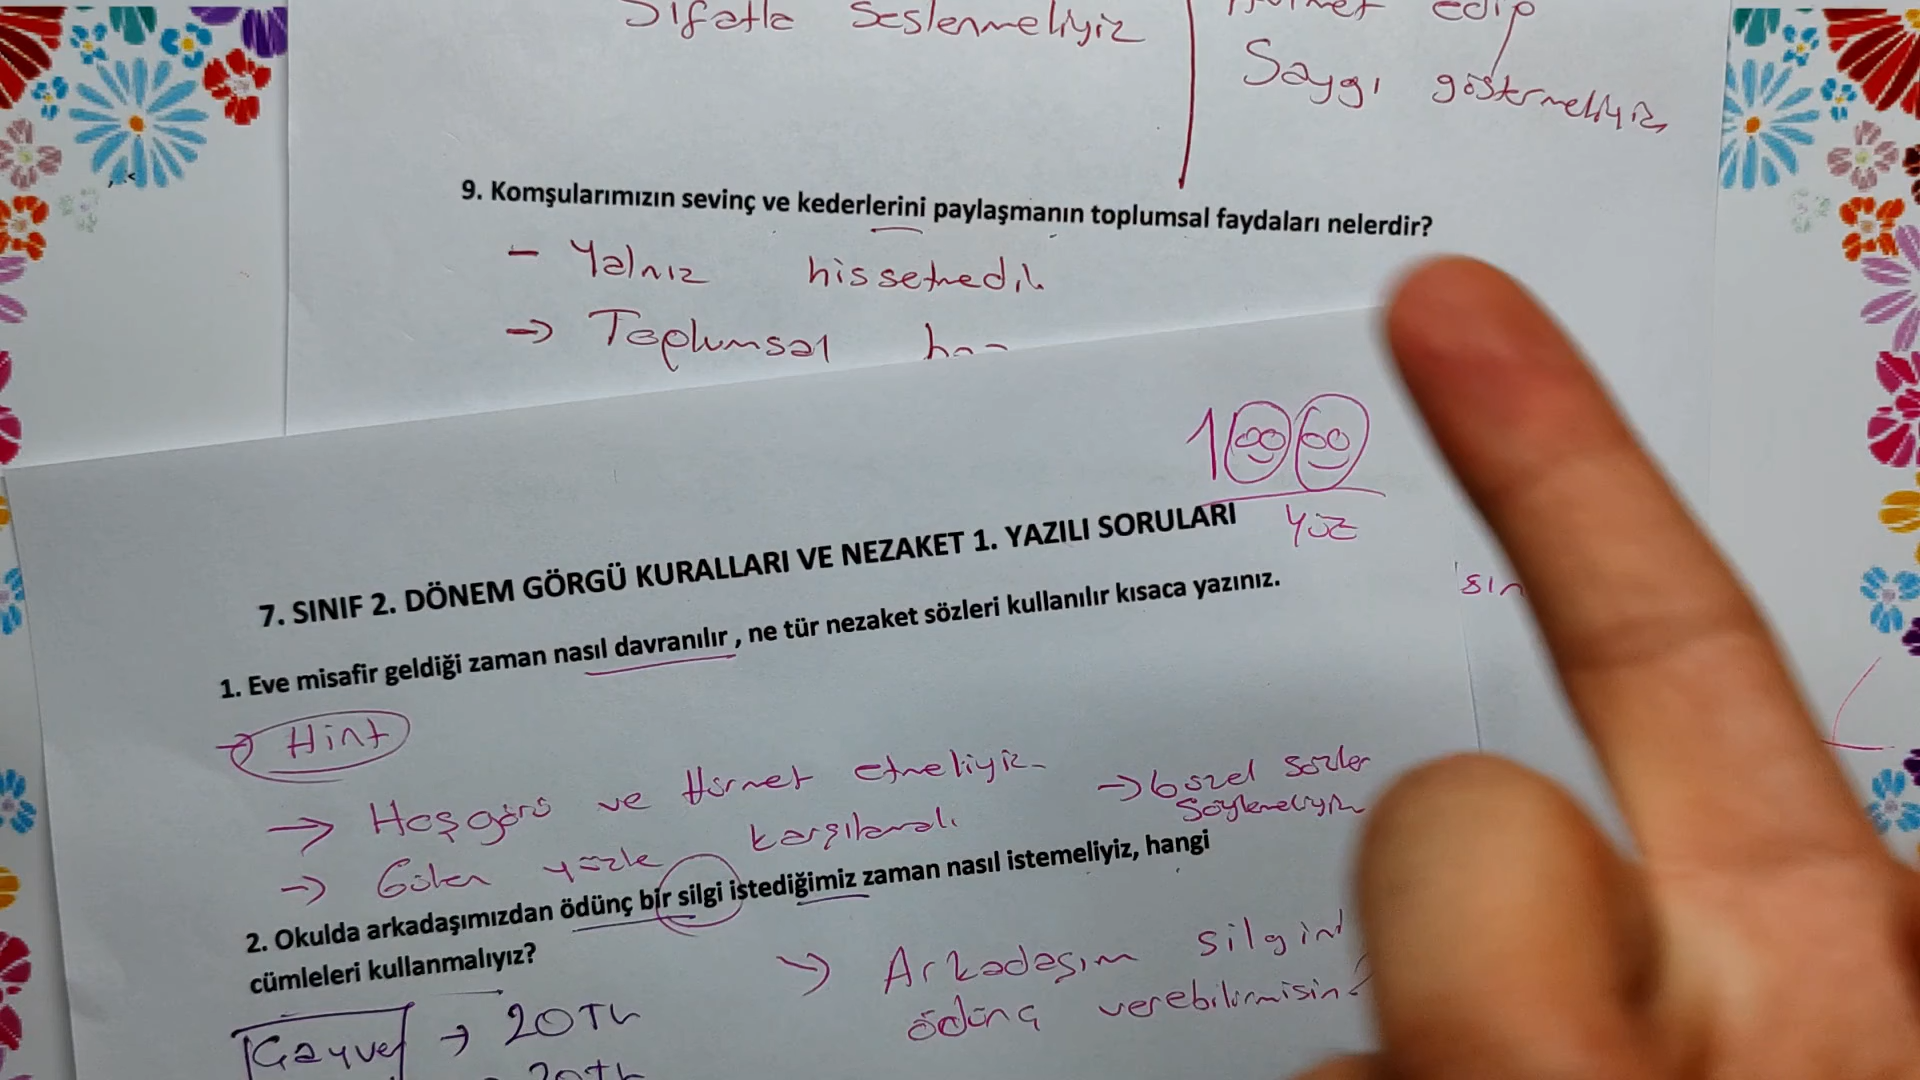 Sıfatla Seslenmeliyiz
edip
Saygı göstermeliyiz
9. Komşularımızın sevinç ve kederlerini paylaşmanın toplumsal faydaları nelerdir?
- Yalnız
→ Toplumsal
100
yüz
7. SINIF 2. DÖNEM GÖRGÜ KURALLARI VE NEZAKET 1. YAZILI SORULARI
1. Eve misafir geldiği zaman nasıl davranılır , ne tür nezaket sözleri kullanılır kısaca yazınız.
→ Hint
→ Hoşgörü ve Hürmet etmeliyiz
→ güzel sözler söylemeliyiz
→ Güler yüzle karşılamalı
2. Okulda arkadaşımızdan ödünç bir silgi istediğimiz zaman nasıl istemeliyiz, hangi
cümleleri kullanmalıyız?
→ Arkadaşım silgini
ödünç verebilirmisin?
→ 20TL
20TL